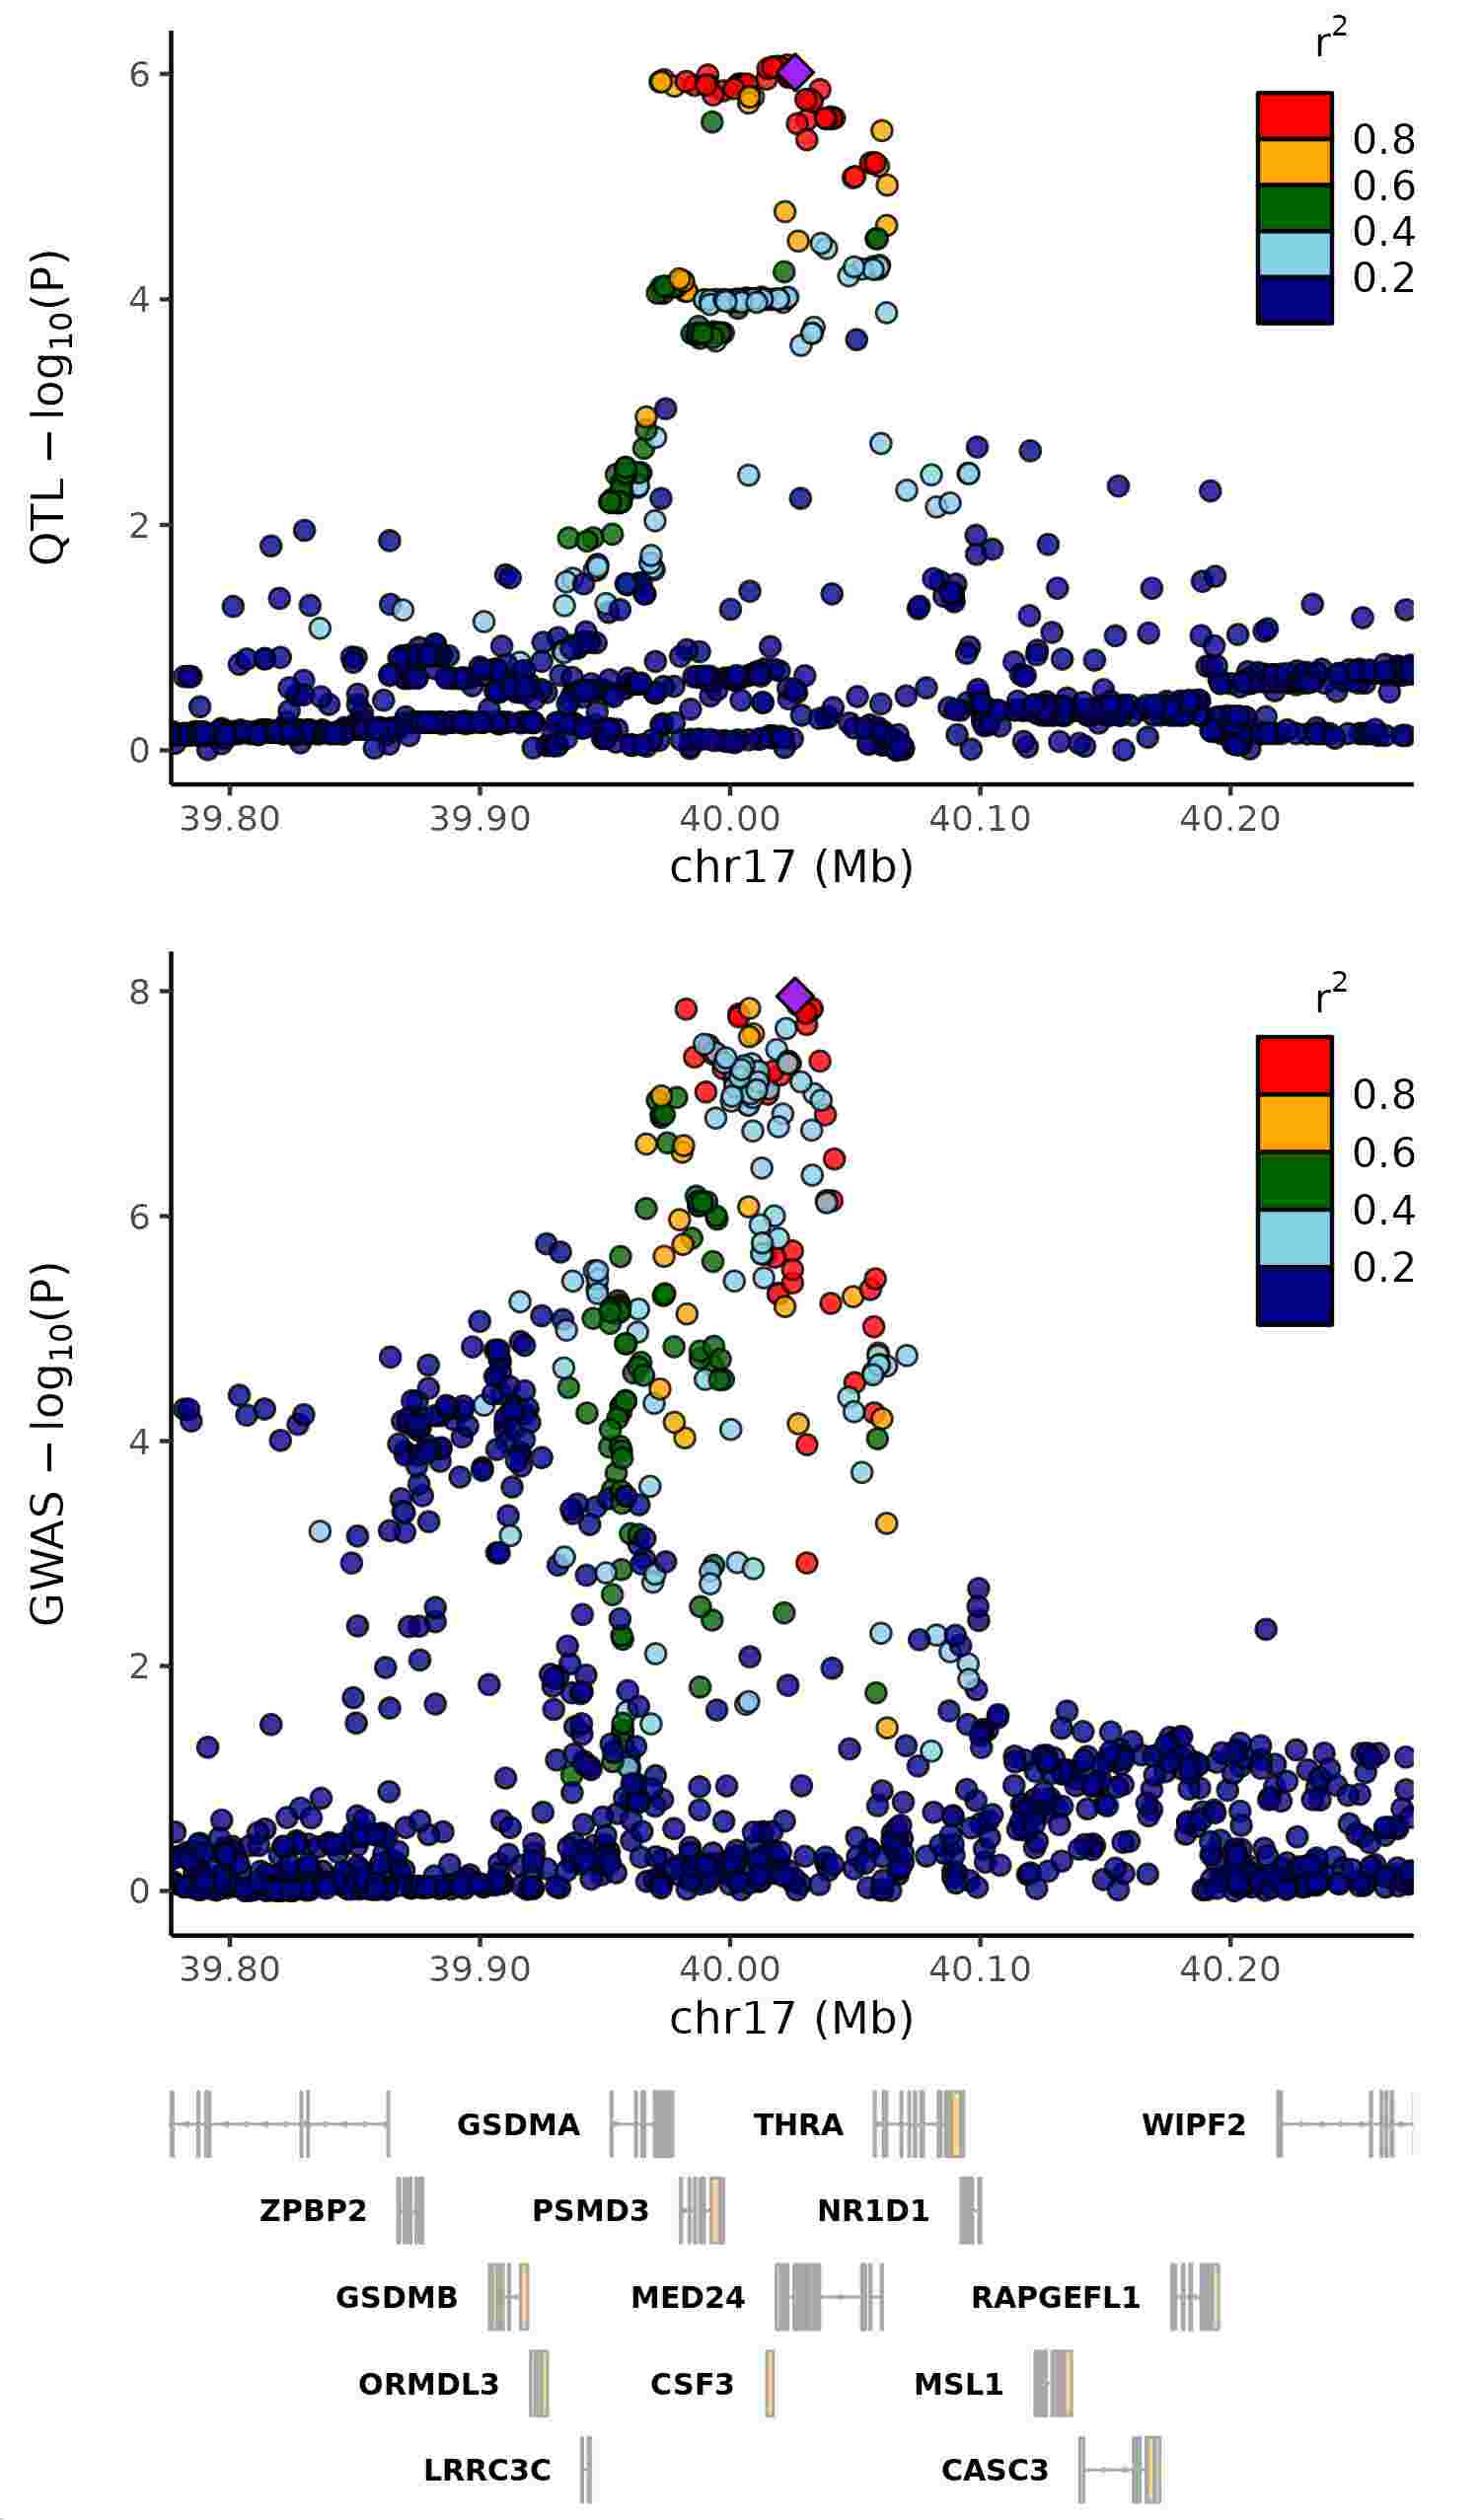 r2
6
4
2
0
QTL − log10(P)
0.8
0.6
0.4
0.2
39.80 39.90 40.00 40.10 40.20
chr17 (Mb)
r2
8
6
4
2
0
GWAS − log10(P)
0.8
0.6
0.4
0.2
39.80 39.90 40.00 40.10 40.20
chr17 (Mb)
GSDMA THRA WIPF2
ZPBP2 PSMD3 NR1D1
GSDMB MED24 RAPGEFL1
ORMDL3 CSF3 MSL1
LRRC3C CASC3